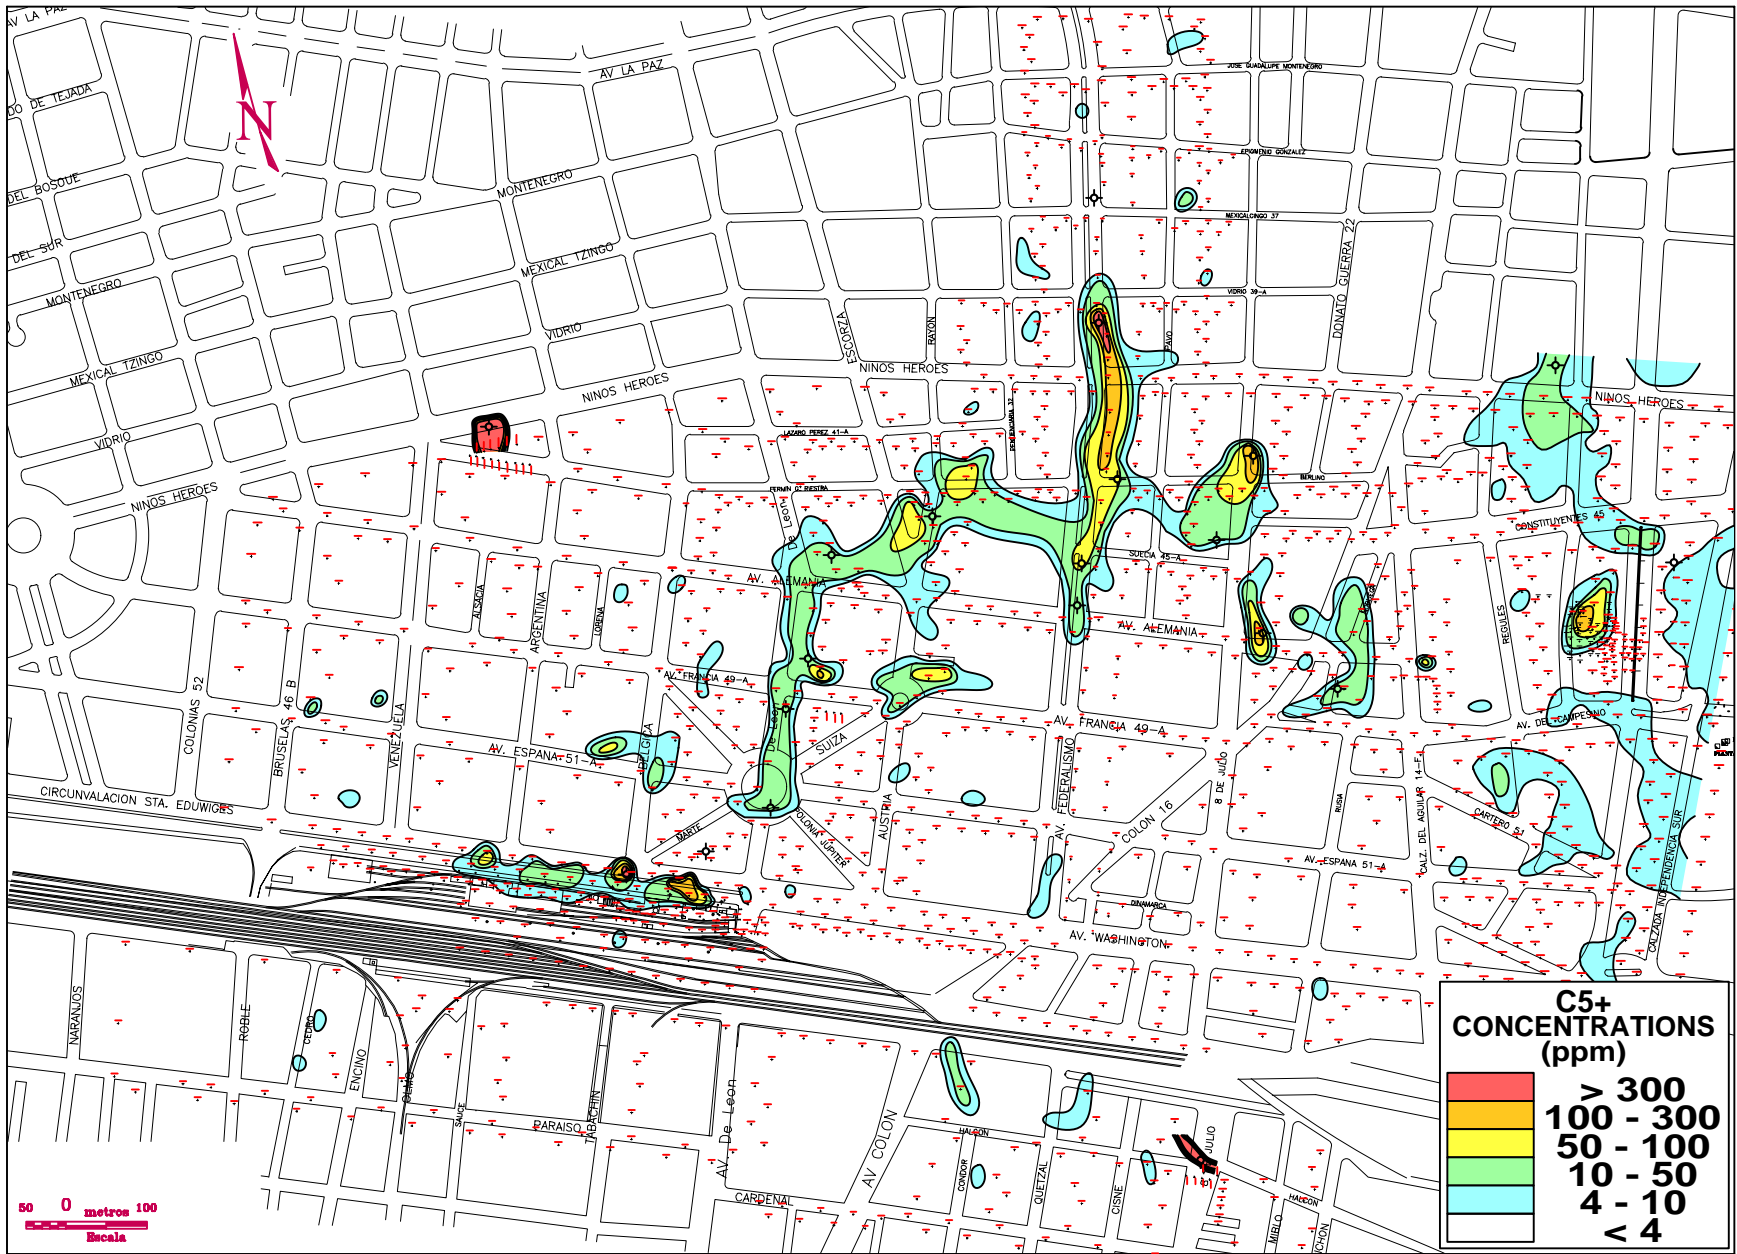 AV LA PAZ
AV LA PAZ
JOSE GUADALUPE MONTENEGRO
DO DE TEJADA
N
EPIGMENIO GONZALEZ
DEL BOSQUE
MONTENEGRO
MEXICALCINGO 37
DONATO GUERRA 22
DEL SUR
MEXICAL TZINGO
MONTENEGRO
VIDRIO 39-A
VIDRIO
ESCORZA
RAYON
PAVO
MEXICAL TZINGO
NINOS HEROES
NINOS HEROES
NINOS HEROES
PENITENCIARIA 32
VIDRIO
LAZARO PEREZ 41-A
NINOS HEROES
FERMIN G* RIESTRA
BERLINO
De Leon
CONSTITUYENTES 45
SUECIA 45-A
AV. ALEMANIA
ALSACIA
ARGENTINA
LORENA
AV. ALEMANIA
REGULES
COLONIAS 52
BRUSELAS 46 B
VENEZUELA
AV. FRANCIA 49-A
De Leon
SUIZA
AV. FRANCIA 49-A
AV. DEL CAMPESINO
AV. ESPANA 51-A
BELGICA
AV. FEDERALISMO
8 DE JULIO
CIRCUNVALACION STA. EDUWIGES
MARTE
COLONIA JUPITER
AUSTRIA
COLON 16
RUSIA
CALZ. DEL AGUILAR 14-F
CARTERO 51
AV. ESPANA 51-A
CALZADA INDEPENDENCIA SUR
DINAMARCA
AV. WASHINGTON
NARANJOS
ROBLE
CEDRO
ENCINO
OLMO
SAUCE
PARAISO
TABACHIN
AV. De Leon
AV COLON
HALCON
CONDOR
QUETZAL
CISNE
JULIO
HALCON
MIRLO
CARDENAL
50 0 metros 100
Escala
C5+
CONCENTRATIONS
(ppm)
> 300
100 - 300
50 - 100
10 - 50
4 - 10
< 4